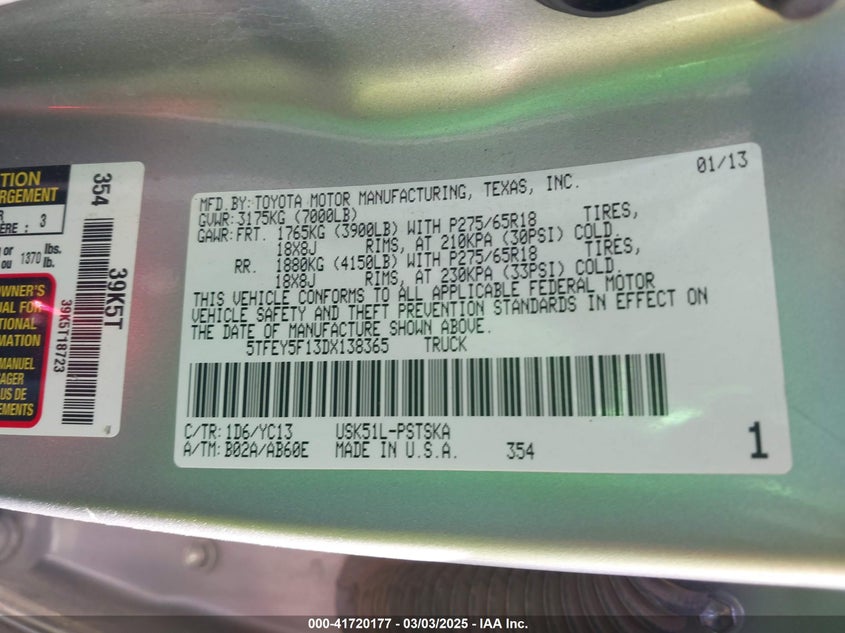 TION
RGEMENT
3
ÈRE :
g or 1370 lbs.
ou lb.
OWNER'S
UAL FOR
TIONAL
MATION
MANUEL
AGER
LUS DE
EMENTS
354
39K5T
39K5T18723
01/13
MFD.BY:TOYOTA MOTOR MANUFACTURING, TEXAS, INC.
GVWR:3175KG (7000LB)
GAWR:FRT. 1765KG (3900LB) WITH P275/65R18 TIRES,
18X8J RIMS, AT 210KPA (30PSI) COLD.
RR. 1880KG (4150LB) WITH P275/65R18 TIRES,
18X8J RIMS, AT 230KPA (33PSI) COLD.
THIS VEHICLE CONFORMS TO ALL APPLICABLE FEDERAL MOTOR
VEHICLE SAFETY AND THEFT PREVENTION STANDARDS IN EFFECT ON
THE DATE OF MANUFACTURE SHOWN ABOVE.
5TFEY5F13DX138365 TRUCK
C/TR:1D6/YC13 USK51L-PSTSKA
A/TM:B02A/AB60E MADE IN U.S.A. 354
1
000-41720177 - 03/03/2025 - IAA Inc.